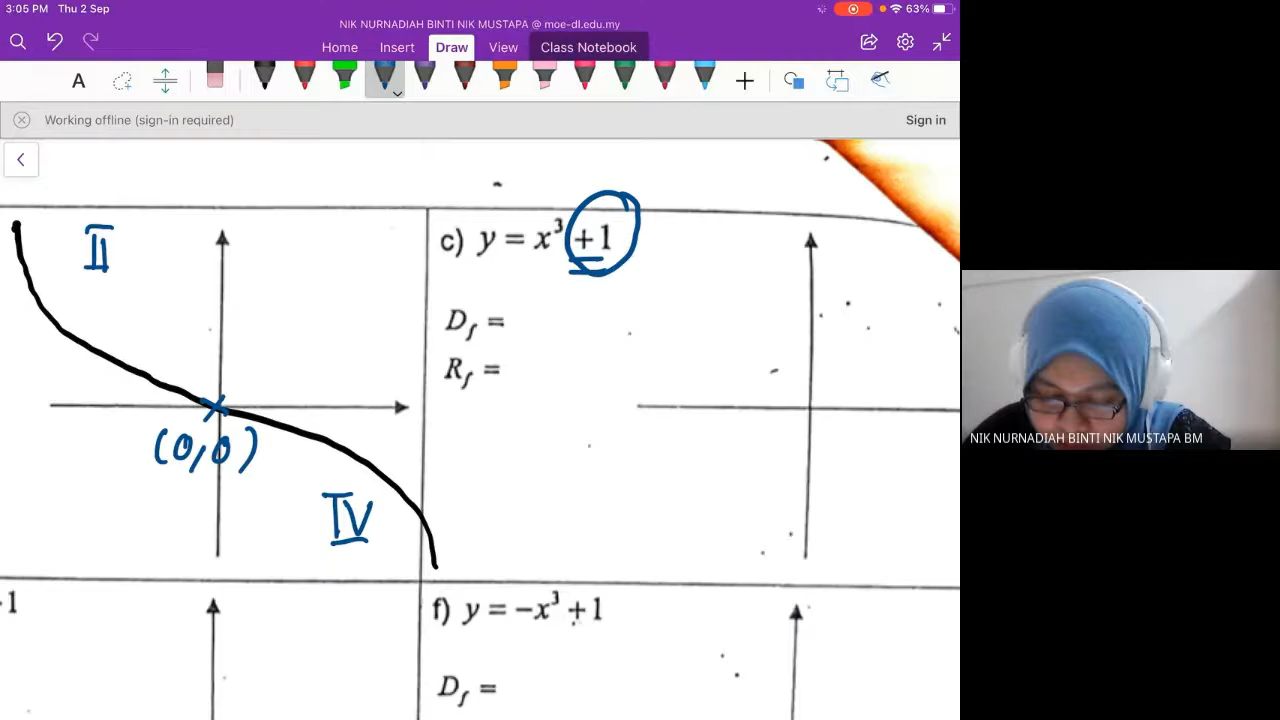 3:05 PM Thu 2 Sep
63%
NIK NURNADIAH BINTI NIK MUSTAPA @ moe-dl.edu.my
Home Insert Draw View Class Notebook
A
Working offline (sign-in required)
Sign in
II
(0,0)
IV
c) y = x³ +1
D_f =
R_f =
-1
f) y = −x³ +1
D_f =
NIK NURNADIAH BINTI NIK MUSTAPA BM